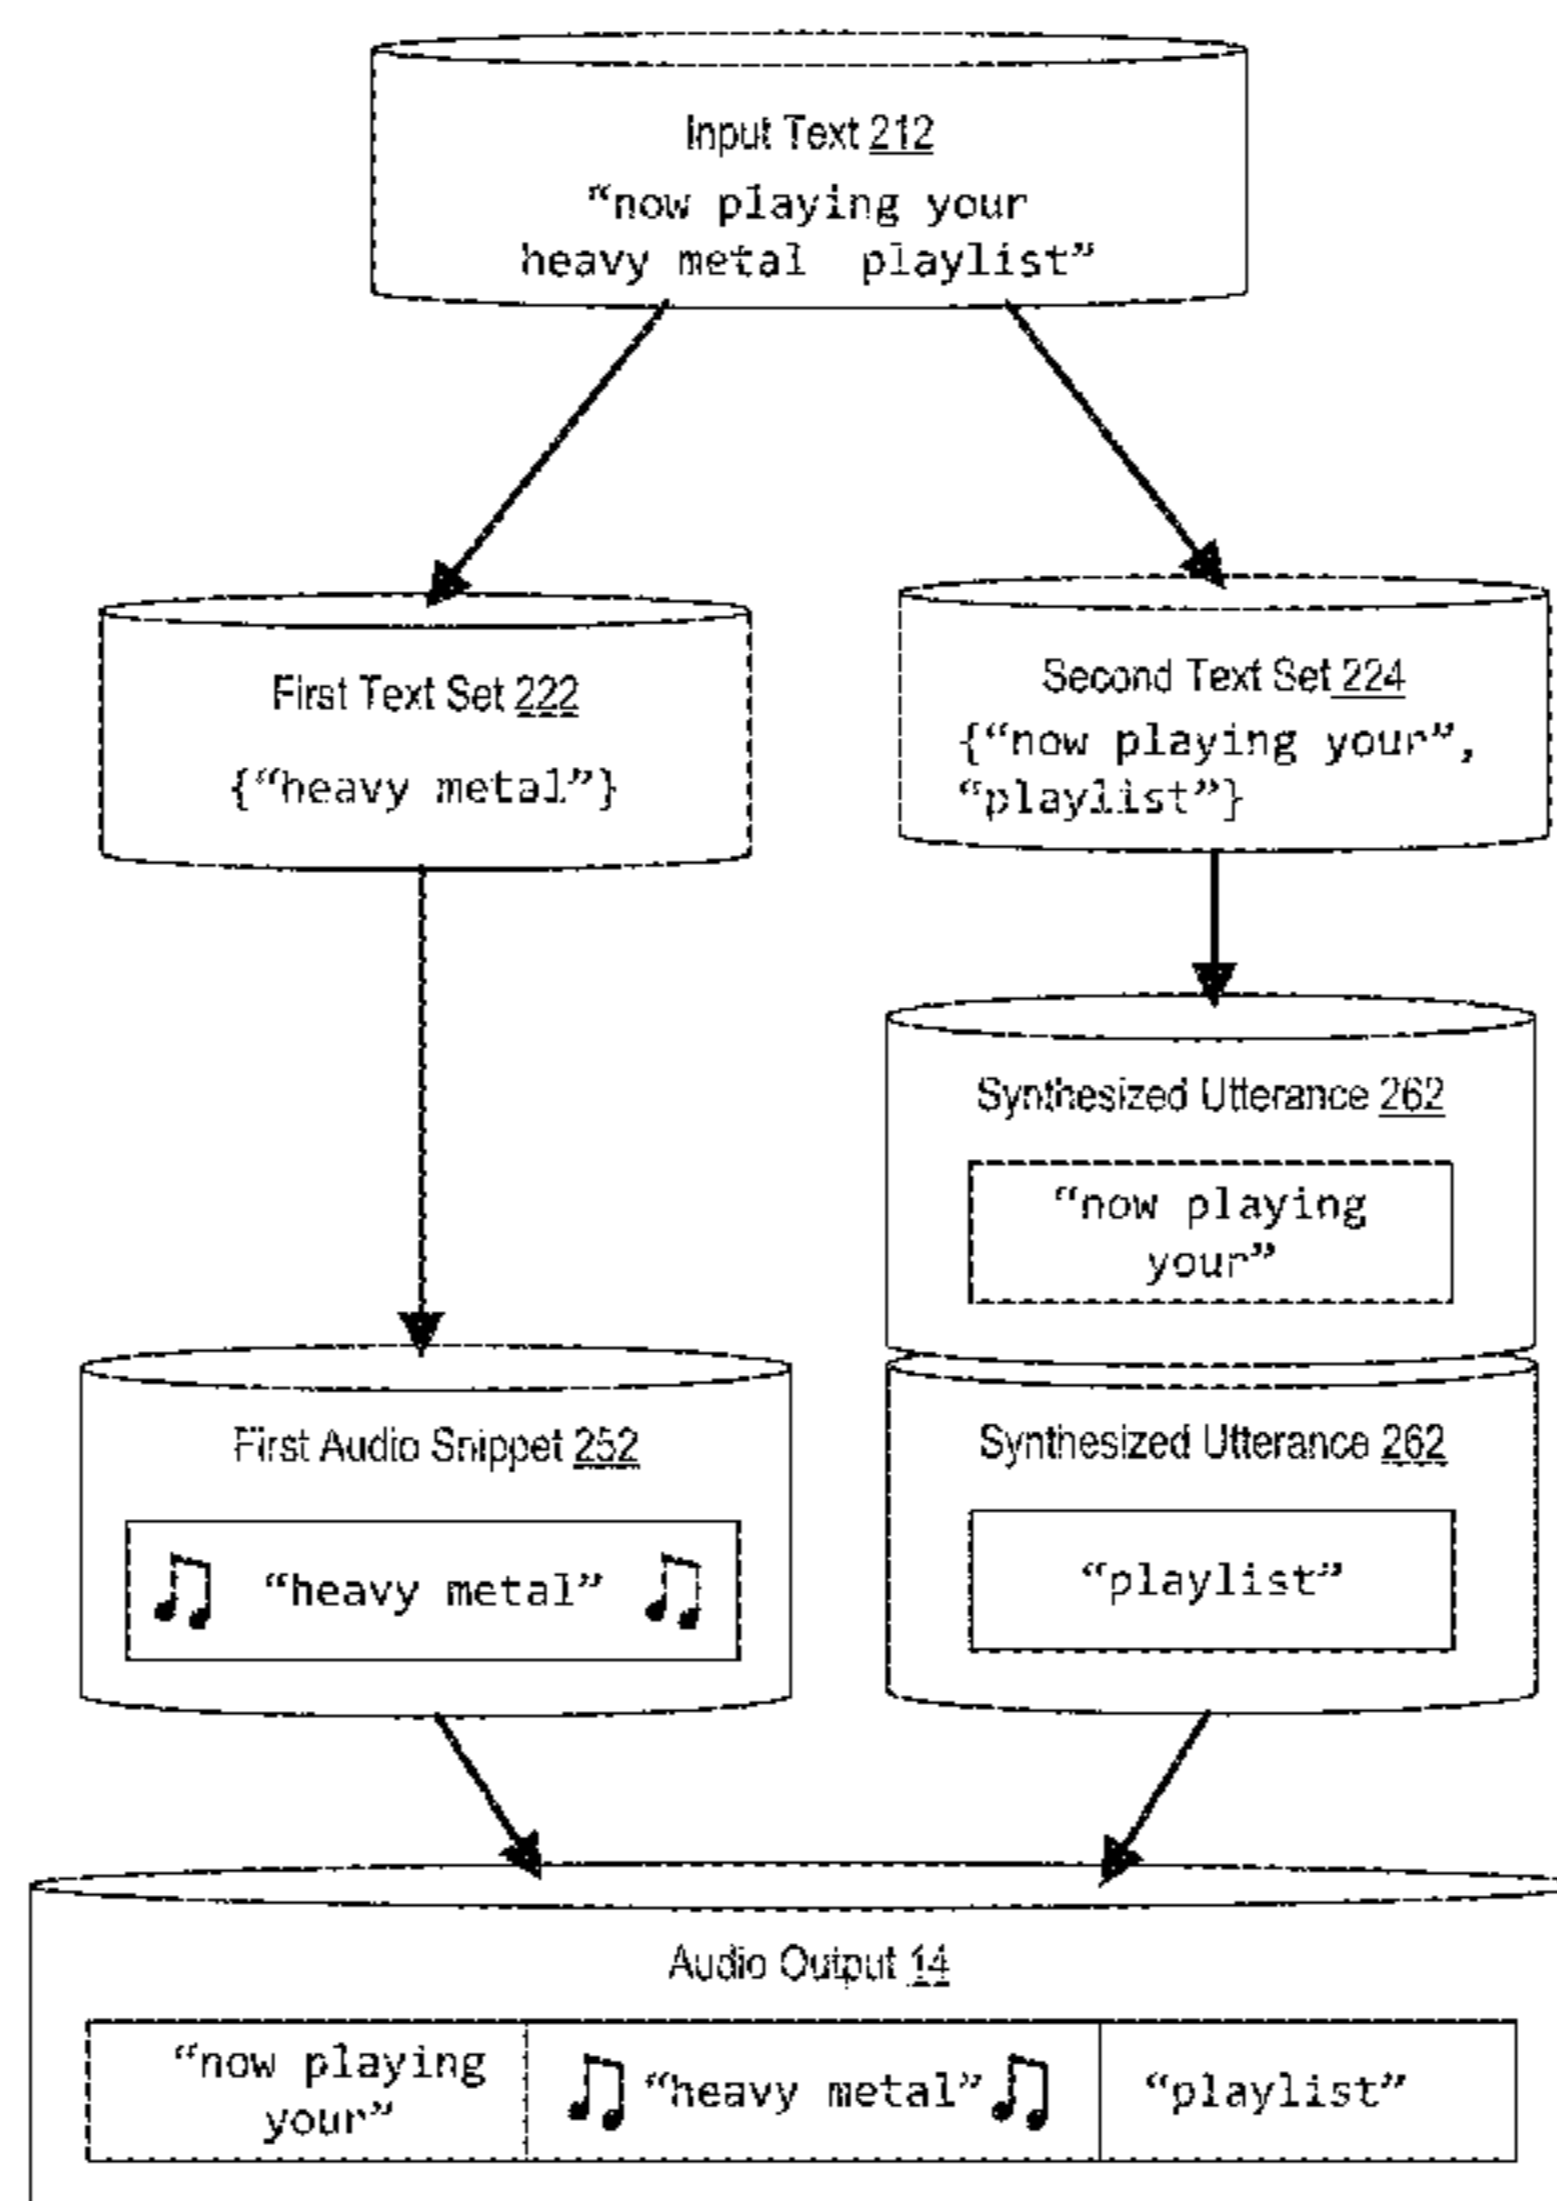 Input Text 212
“now playing your
heavy metal playlist”
First Text Set 222
{“heavy metal”}
Second Text Set 224
{“now playing your”,
“playlist”}
Synthesized Utterance 262
“now playing
your”
First Audio Snippet 252
“heavy metal”
Synthesized Utterance 262
“playlist”
Audio Output 14
“now playing
your”
“heavy metal”
“playlist”